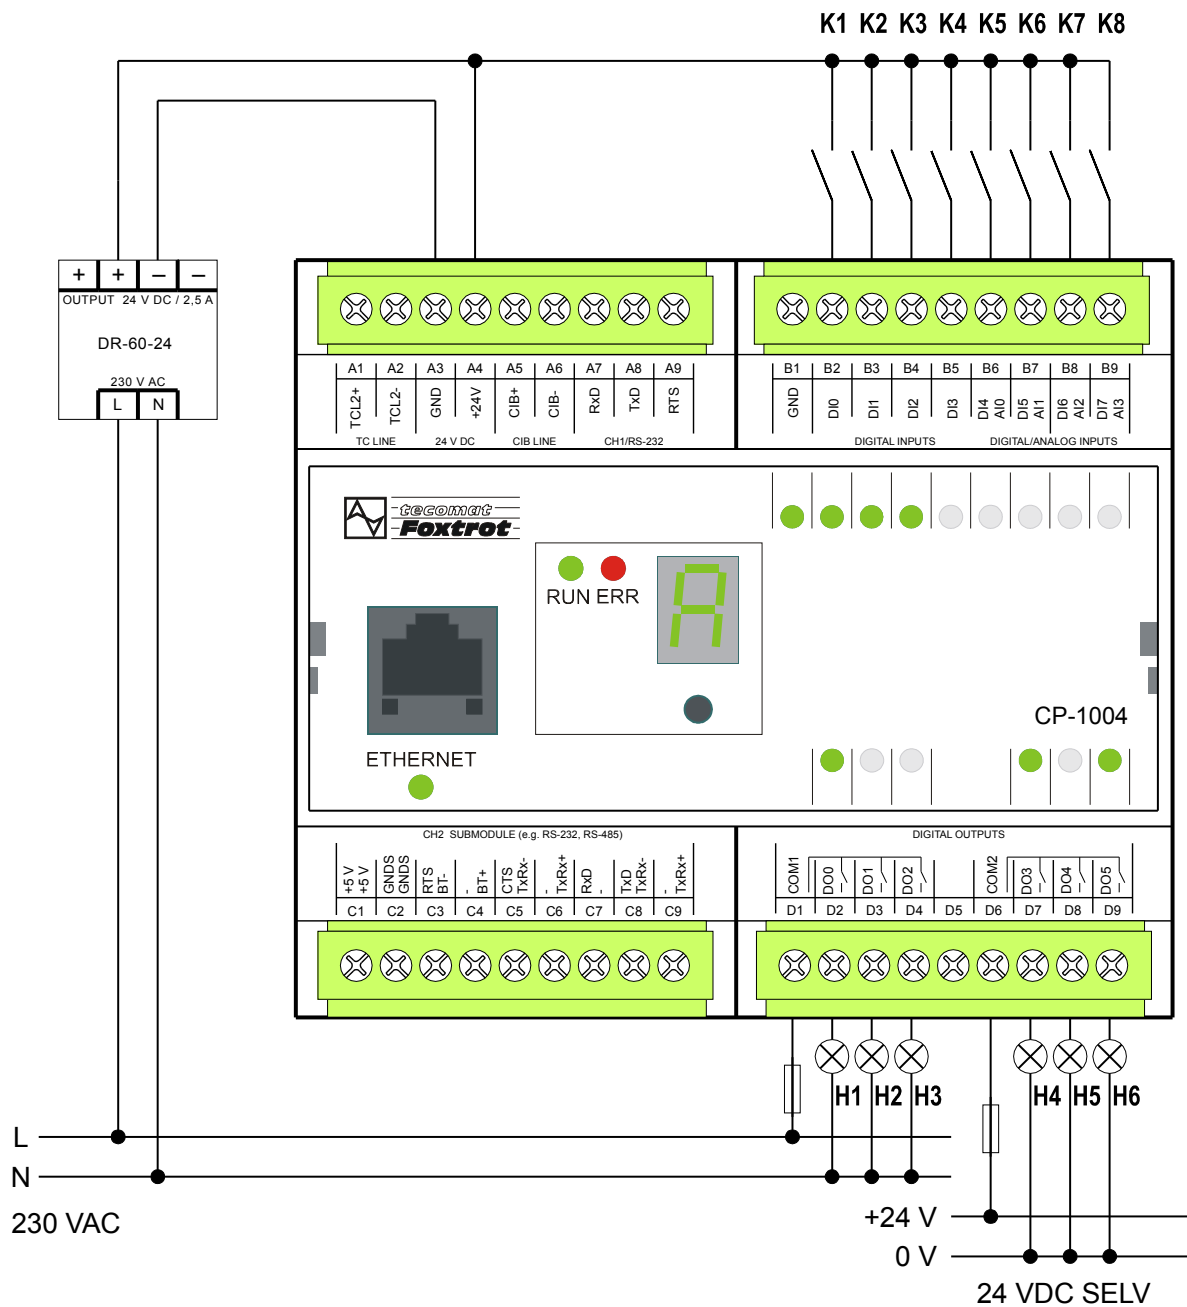 K1 K2 K3 K4 K5 K6 K7 K8
+ + – –
OUTPUT 24 V DC / 2,5 A
DR-60-24
230 V AC
L N
A1 A2 A3 A4 A5 A6 A7 A8 A9
TCL2+ TCL2- GND +24V CIB+ CIB- RxD TxD RTS
TC LINE 24 V DC CIB LINE CH1/RS-232
B1 B2 B3 B4 B5 B6 B7 B8 B9
GND DI0 DI1 DI2 DI3 DI4 AI0 DI5 AI1 DI6 AI2 DI7 AI3
DIGITAL INPUTS DIGITAL/ANALOG INPUTS
tecomat
Foxtrot
RUN ERR
A
CP-1004
ETHERNET
CH2 SUBMODULE (e.g. RS-232, RS-485)
+5 V +5 V GNDS GNDS RTS BT- - BT+ CTS TxRx- - TxRx+ RxD - TxD TxRx- - TxRx+
C1 C2 C3 C4 C5 C6 C7 C8 C9
DIGITAL OUTPUTS
COM1 DO0 DO1 DO2 COM2 DO3 DO4 DO5
D1 D2 D3 D4 D5 D6 D7 D8 D9
H1 H2 H3 H4 H5 H6
L
N
230 VAC
+24 V
0 V
24 VDC SELV